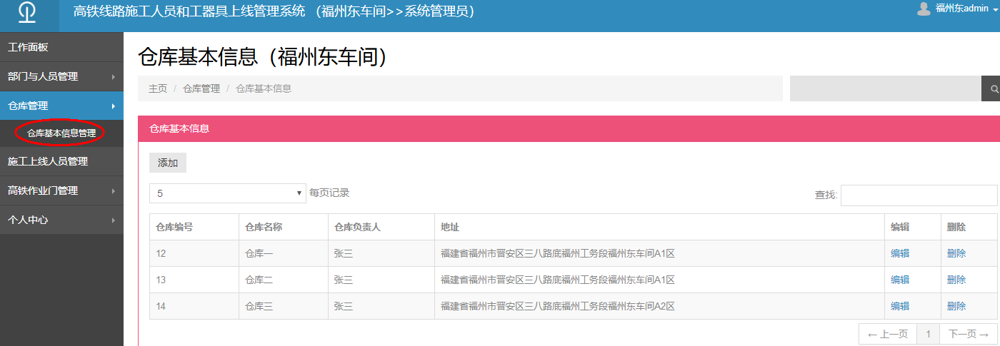 高铁线路施工人员和工器具上线管理系统 （福州东车间>>系统管理员）
福州东admin
工作面板
部门与人员管理
仓库管理
仓库基本信息管理
施工上线人员管理
高铁作业门管理
个人中心
仓库基本信息（福州东车间）
主页 / 仓库管理 / 仓库基本信息
仓库基本信息
添加
5 每页记录
查找:
仓库编号 仓库名称 仓库负责人 地址 编辑 删除
12 仓库一 张三 福建省福州市晋安区三八路底福州工务段福州东车间A1区 编辑 删除
13 仓库二 张三 福建省福州市晋安区三八路底福州工务段福州东车间A1区 编辑 删除
14 仓库三 张三 福建省福州市晋安区三八路底福州工务段福州东车间A2区 编辑 删除
← 上一页 1 下一页 →